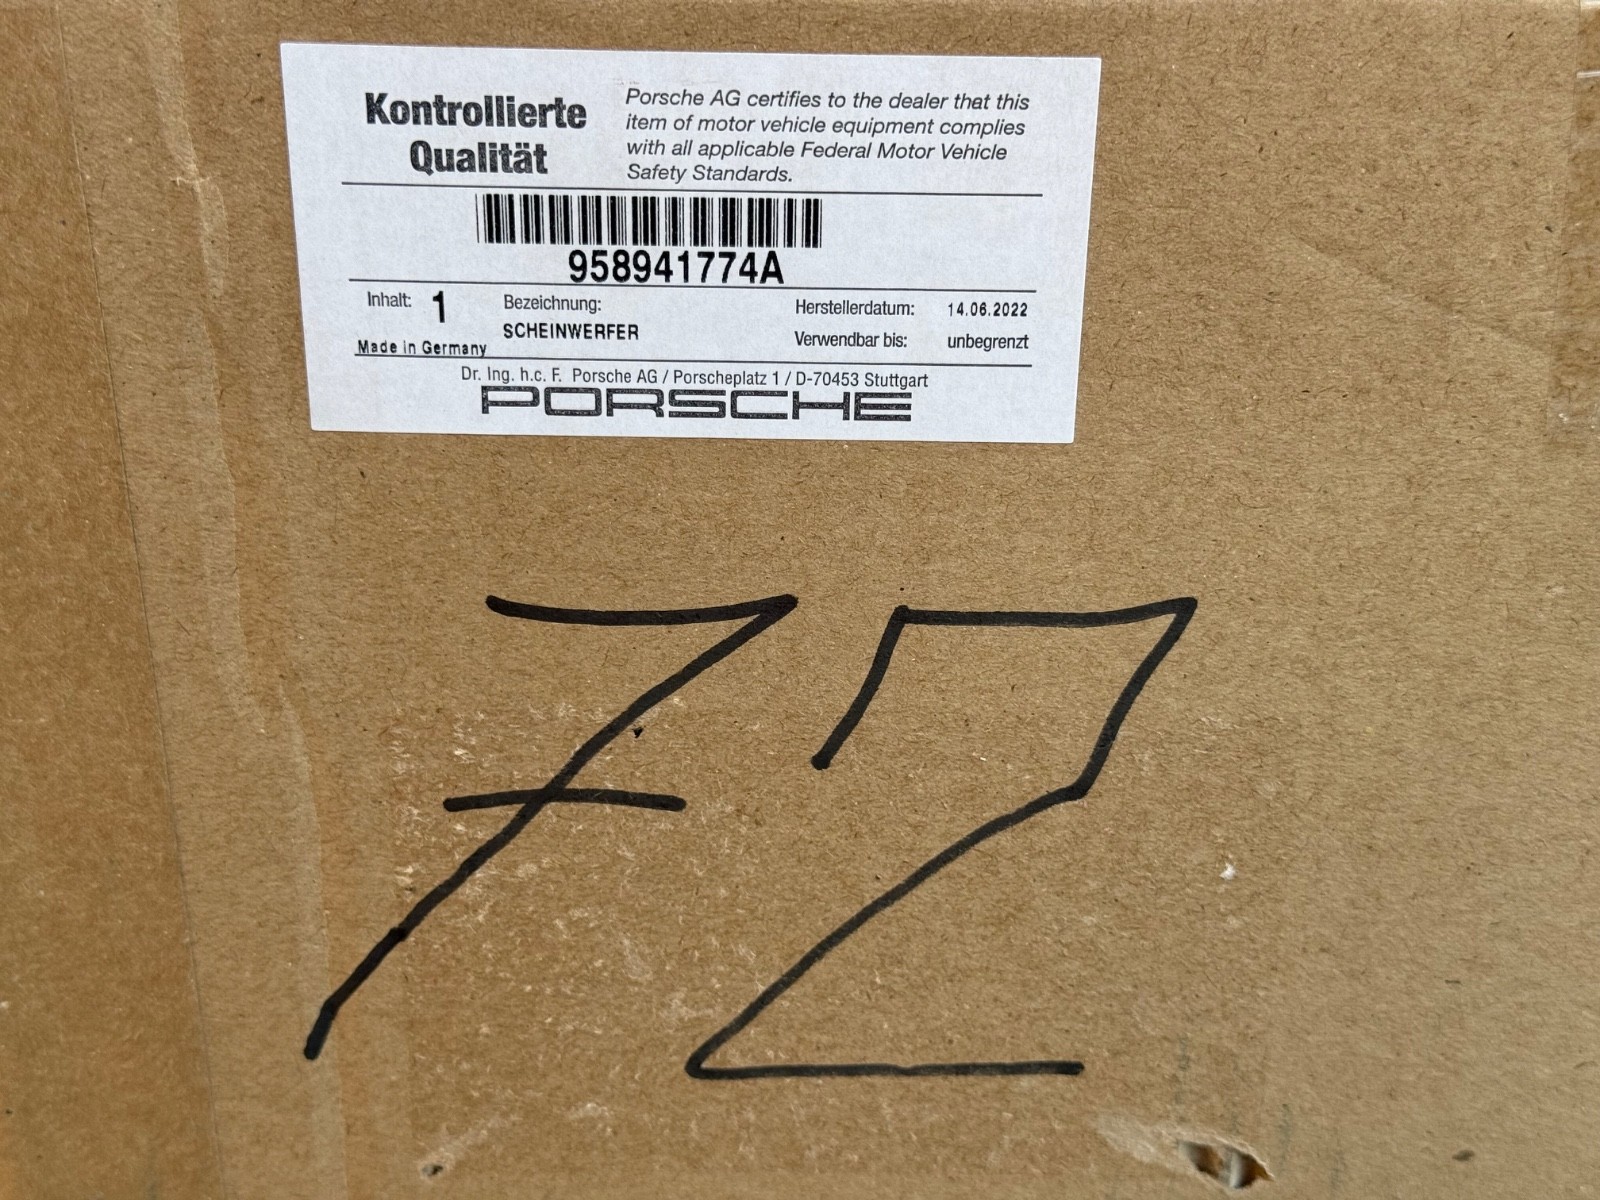 Kontrollierte
Qualität
Porsche AG certifies to the dealer that this
item of motor vehicle equipment complies
with all applicable Federal Motor Vehicle
Safety Standards.
958941774A
Inhalt: 1
Made in Germany
Bezeichnung:
SCHEINWERFER
Herstellerdatum: 14.06.2022
Verwendbar bis: unbegrenzt
Dr. Ing. h.c. F. Porsche AG / Porscheplatz 1 / D-70453 Stuttgart
PORSCHE
72